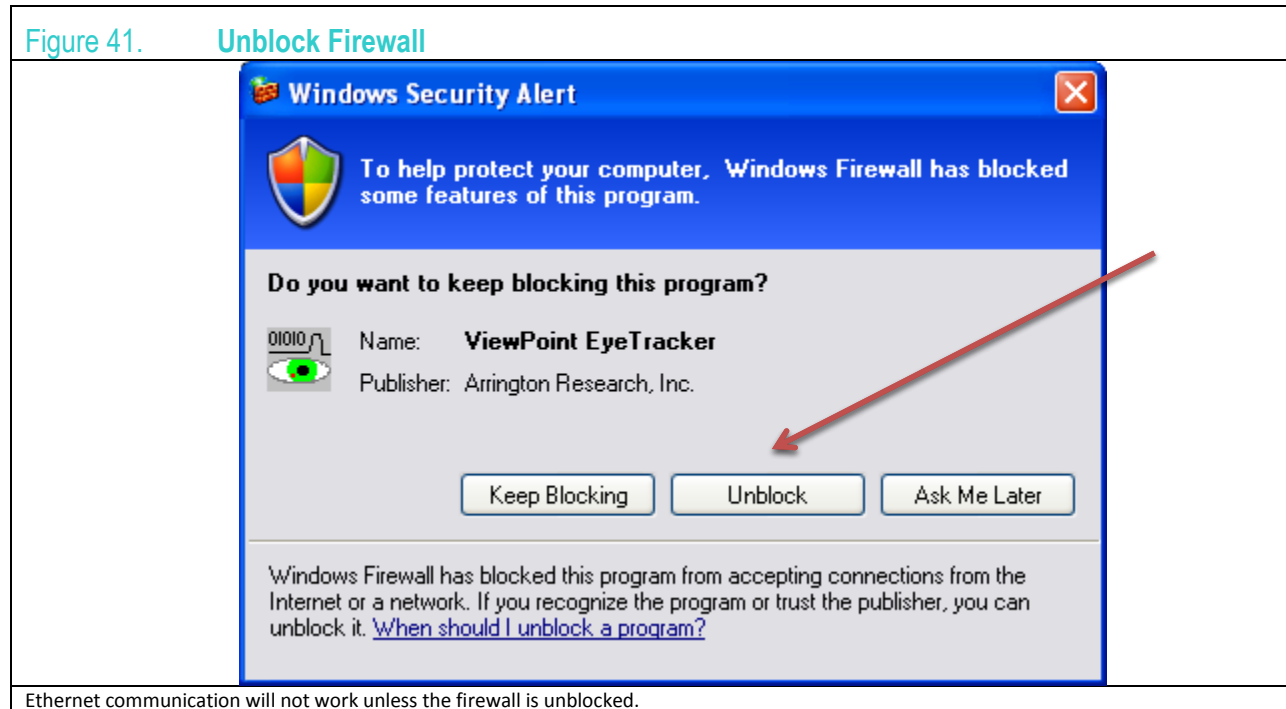 Figure 41. Unblock Firewall
Windows Security Alert
To help protect your computer, Windows Firewall has blocked
some features of this program.
Do you want to keep blocking this program?
01010
Name: ViewPoint EyeTracker
Publisher: Arrington Research, Inc.
Keep Blocking Unblock Ask Me Later
Windows Firewall has blocked this program from accepting connections from the
Internet or a network. If you recognize the program or trust the publisher, you can
unblock it. When should I unblock a program?
Ethernet communication will not work unless the firewall is unblocked.